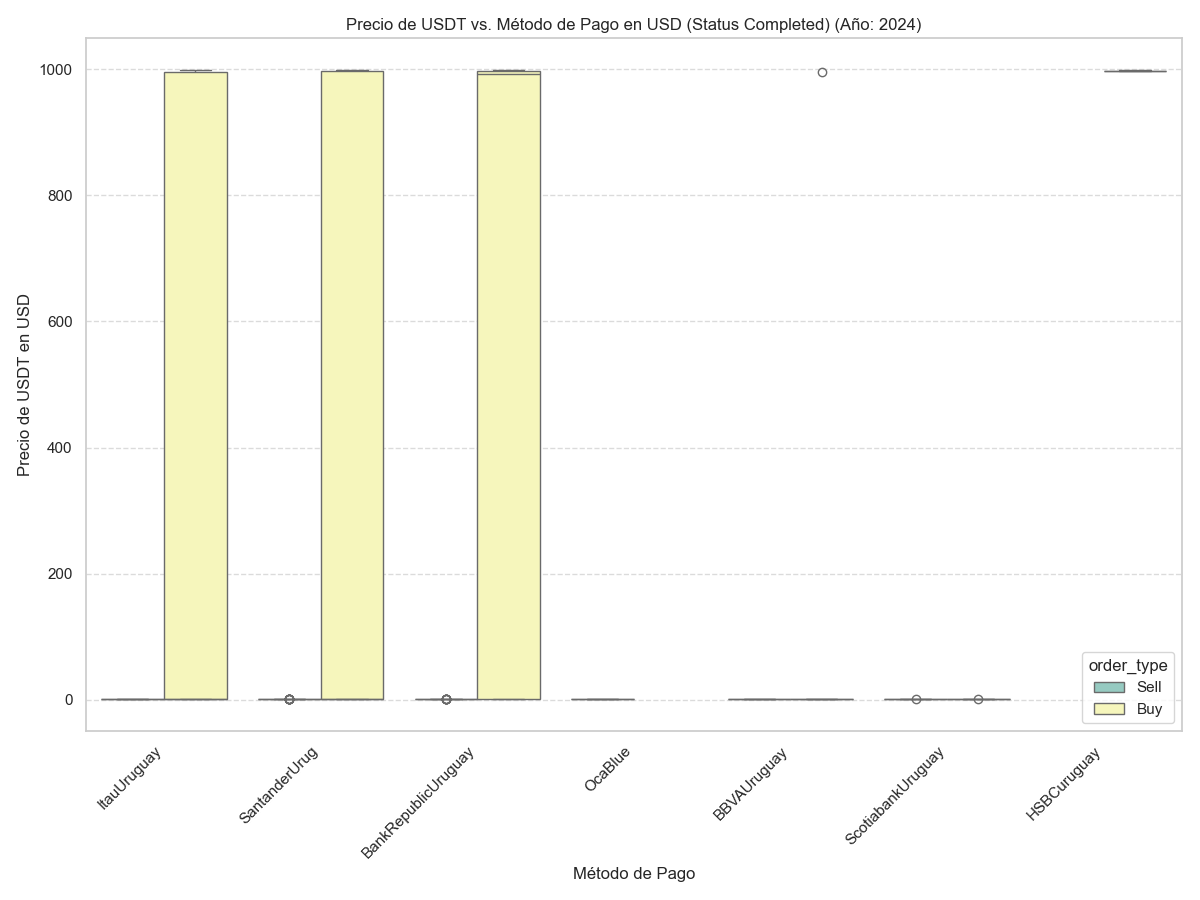 Precio de USDT vs. Método de Pago en USD (Status Completed) (Año: 2024)
Precio de USDT en USD
1000
800
600
400
200
0
order_type
Sell
Buy
ItauUruguay
SantanderUrug
BankRepublicUruguay
OcaBlue
BBVAUruguay
ScotiabankUruguay
HSBCuruguay
Método de Pago